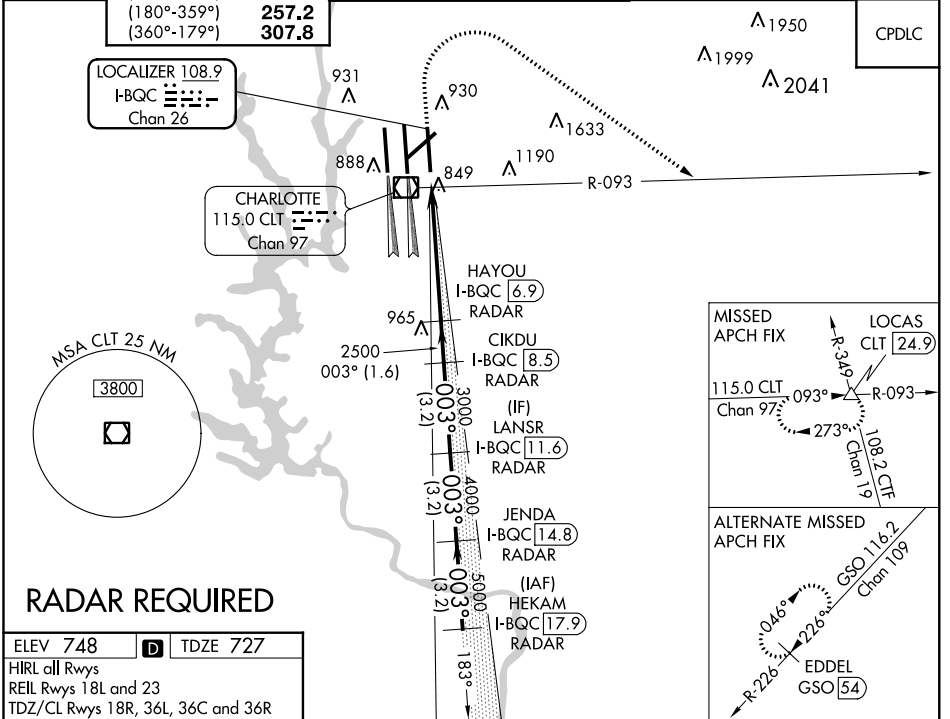 (180°-359°) 257.2
(360°-179°) 307.8
CPDLC
1950
1999
2041
LOCALIZER 108.9
I-BQC
Chan 26
931
930
1633
888
849
1190
R-093
CHARLOTTE
115.0 CLT
Chan 97
HAYOU
I-BQC 6.9
RADAR
965
2500
003° (1.6)
CIKDU
I-BQC 8.5
RADAR
003°
(3.2)
3000
(IF)
LANSR
I-BQC 11.6
RADAR
003°
(3.2)
4000
JENDA
I-BQC 14.8
RADAR
003°
(3.2)
5000
(IAF)
HEKAM
I-BQC 17.9
RADAR
183°
MSA CLT 25 NM
3800
MISSED
APCH FIX
LOCAS
CLT 24.9
R-349
115.0 CLT
Chan 97
093°
R-093
273°
108.2 CTF
Chan 19
ALTERNATE MISSED
APCH FIX
GSO 116.2
Chan 109
046°
226°
R-226
EDDEL
GSO 54
RADAR REQUIRED
ELEV 748 D TDZE 727
HIRL all Rwys
REIL Rwys 18L and 23
TDZ/CL Rwys 18R, 36L, 36C and 36R